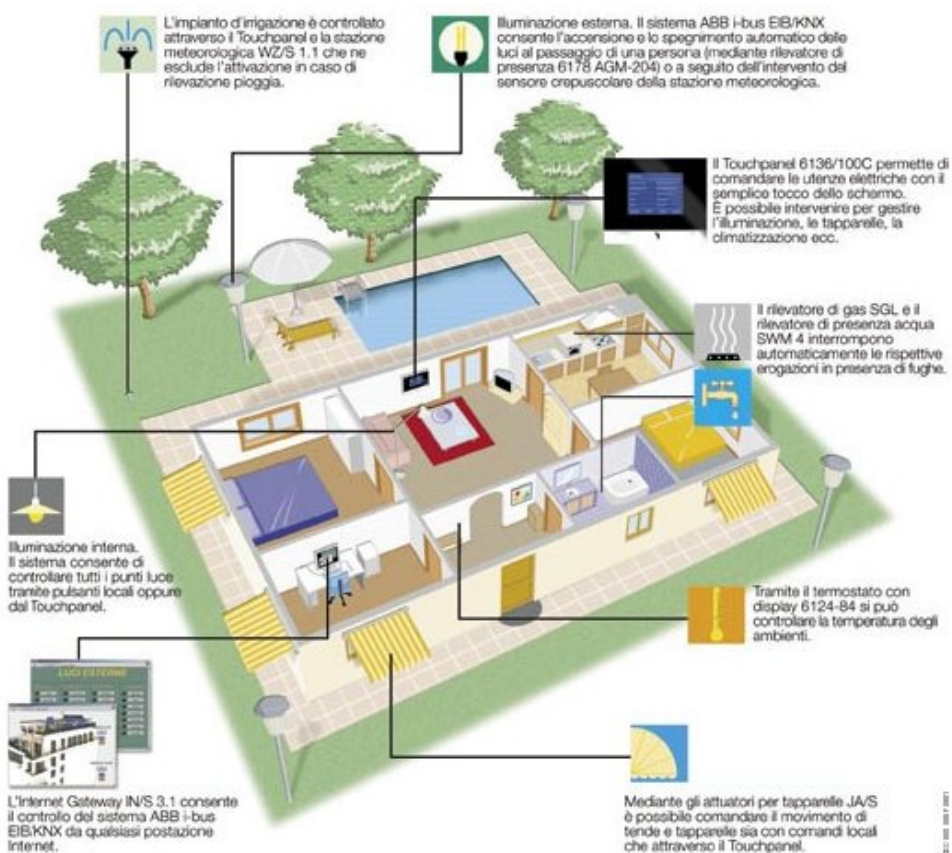 L'impianto d'irrigazione è controllato
attraverso il Touchpanel e la stazione
meteorologica WZ/S 1.1 che ne
esclude l'attivazione in caso di
rilevazione pioggia.
Illuminazione esterna. Il sistema ABB i-bus EIB/KNX
consente l'accensione e lo spegnimento automatico delle
luci al passaggio di una persona (mediante rilevatore di
presenza 6178 AGM-204) o a seguito dell'intervento del
sensore crepuscolare dalla stazione meteorologica.
Il Touchpanel 6136/100C permette di
comandare le utenze elettriche con il
semplice tocco dello schermo.
È possibile intervenire per gestire
l'illuminazione, le tapparelle, la
climatizzazione ecc.
Il rilevatore di gas SGL e il
rilevatore di presenza acqua
SWM 4 interrompono
automaticamente le rispettive
erogazioni in presenza di fughe.
Illuminazione interna.
Il sistema consente di
controllare tutti i punti luce
tramite pulsanti locali oppure
dal Touchpanel.
Tramite il termostato con
display 6124-84 si può
controllare la temperatura degli
ambienti.
LUCI ESTERNE
L'Internet Gateway IN/S 3.1 consente
il controllo del sistema ABB i-bus
EIB/KNX da qualsiasi postazione
Internet.
Mediante gli attuatori per tapparelle JA/S
è possibile comandare il movimento di
tende e tapparelle sia con comandi locali
che attraverso il Touchpanel.